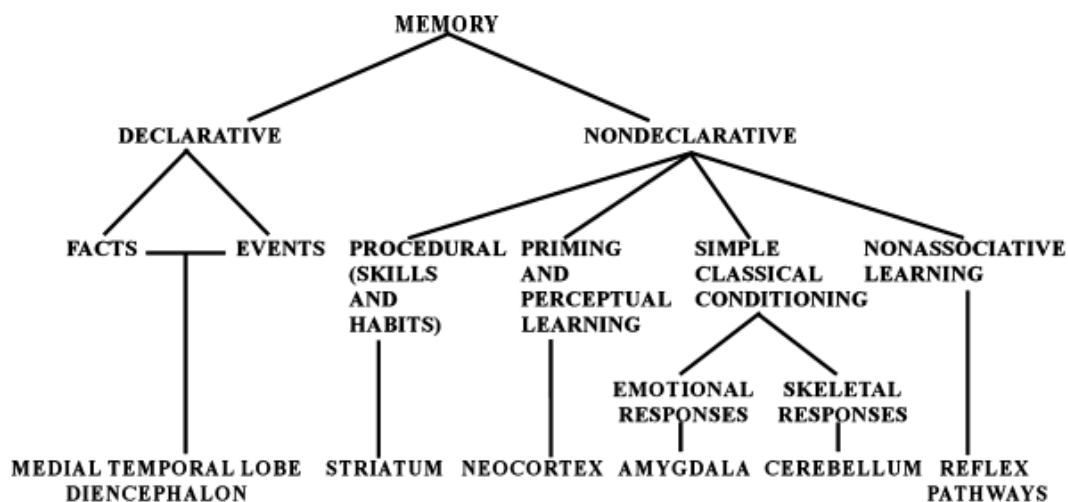 MEMORY
DECLARATIVE
NONDECLARATIVE
FACTS
EVENTS
PROCEDURAL
(SKILLS
AND
HABITS)
PRIMING
AND
PERCEPTUAL
LEARNING
SIMPLE
CLASSICAL
CONDITIONING
NONASSOCIATIVE
LEARNING
EMOTIONAL
RESPONSES
SKELETAL
RESPONSES
MEDIAL TEMPORAL LOBE
DIENCEPHALON
STRIATUM
NEOCORTEX
AMYGDALA
CEREBELLUM
REFLEX
PATHWAYS